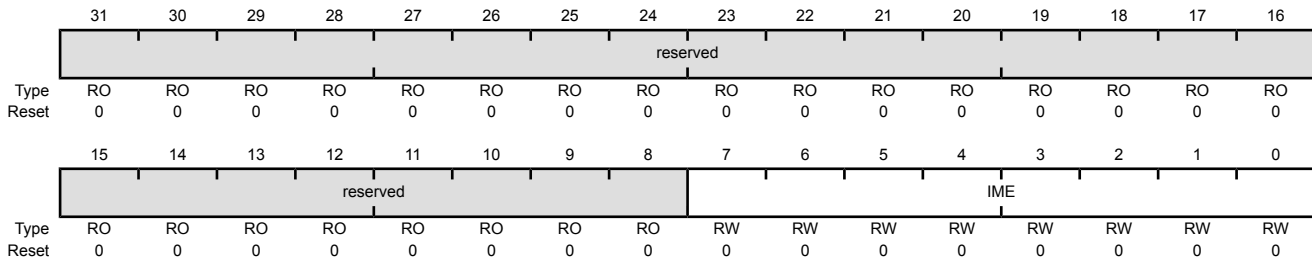 31 30 29 28 27 26 25 24 23 22 21 20 19 18 17 16
reserved
Type RO RO RO RO RO RO RO RO RO RO RO RO RO RO RO RO
Reset 0 0 0 0 0 0 0 0 0 0 0 0 0 0 0 0
15 14 13 12 11 10 9 8 7 6 5 4 3 2 1 0
reserved IME
Type RO RO RO RO RO RO RO RO RW RW RW RW RW RW RW RW
Reset 0 0 0 0 0 0 0 0 0 0 0 0 0 0 0 0